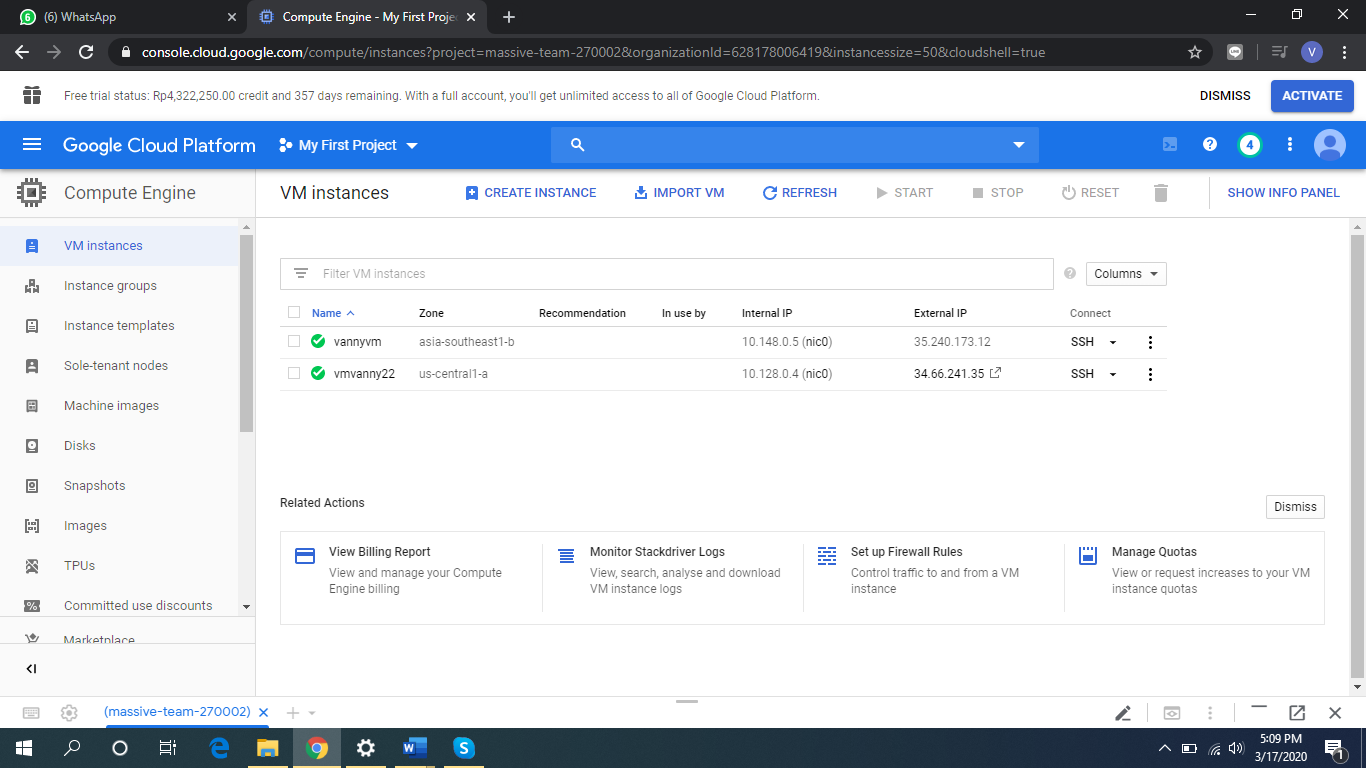 (6) WhatsApp
Compute Engine - My First Proje
console.cloud.google.com/compute/instances?project=massive-team-270002&organizationId=628178006419&instancessize=50&cloudshell=true
V
Free trial status: Rp4,322,250.00 credit and 357 days remaining. With a full account, you'll get unlimited access to all of Google Cloud Platform.
DISMISS
ACTIVATE
Google Cloud Platform
My First Project
4
Compute Engine
VM instances
CREATE INSTANCE
IMPORT VM
REFRESH
START
STOP
RESET
SHOW INFO PANEL
VM instances
Instance groups
Instance templates
Sole-tenant nodes
Machine images
Disks
Snapshots
Images
TPUs
Committed use discounts
Marketplace
Filter VM instances
Columns
Name Zone Recommendation In use by Internal IP External IP Connect
vannyvm asia-southeast1-b 10.148.0.5 (nic0) 35.240.173.12 SSH
vmvanny22 us-central1-a 10.128.0.4 (nic0) 34.66.241.35 SSH
Related Actions
Dismiss
View Billing Report
View and manage your Compute
Engine billing
Monitor Stackdriver Logs
View, search, analyse and download
VM instance logs
Set up Firewall Rules
Control traffic to and from a VM
instance
Manage Quotas
View or request increases to your VM
instance quotas
(massive-team-270002)
5:09 PM
3/17/2020
1